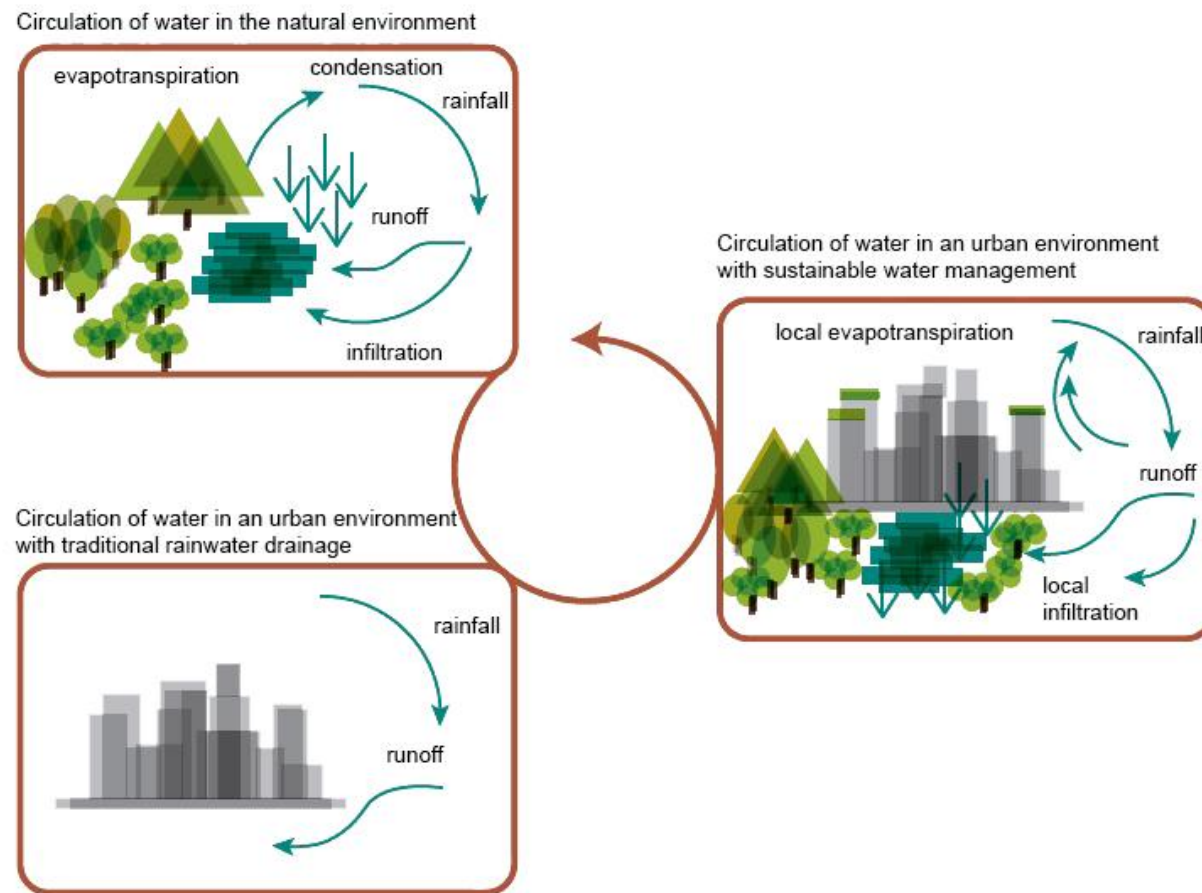 Circulation of water in the natural environment
evapotranspiration
condensation
rainfall
runoff
infiltration
Circulation of water in an urban environment
with sustainable water management
local evapotranspiration
rainfall
runoff
local
infiltration
Circulation of water in an urban environment
with traditional rainwater drainage
rainfall
runoff